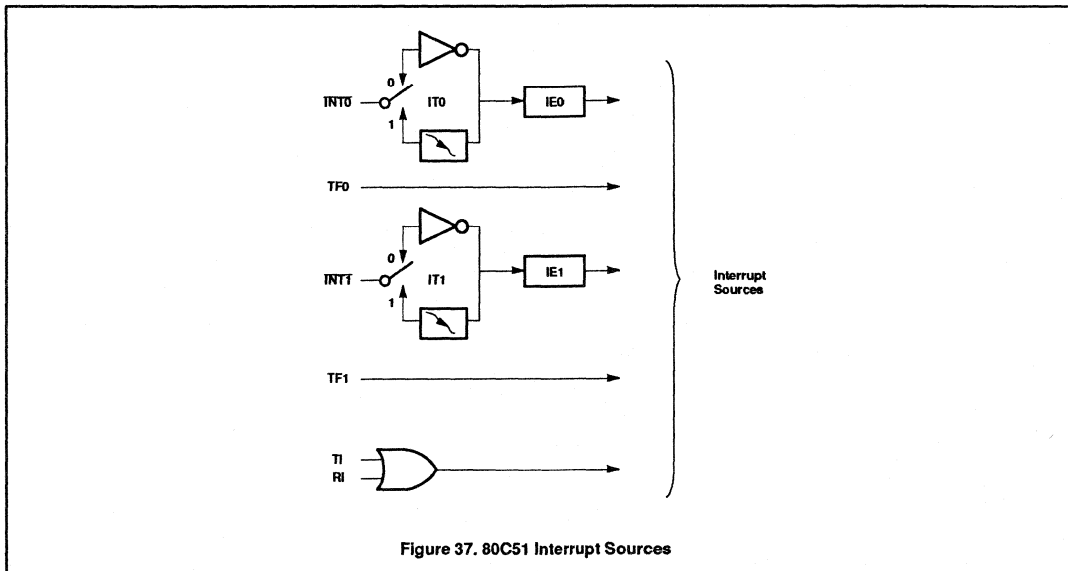 0
INT0
IT0
IE0
1
TF0
0
INT1
IT1
IE1
1
Interrupt
Sources
TF1
TI
RI
Figure 37. 80C51 Interrupt Sources